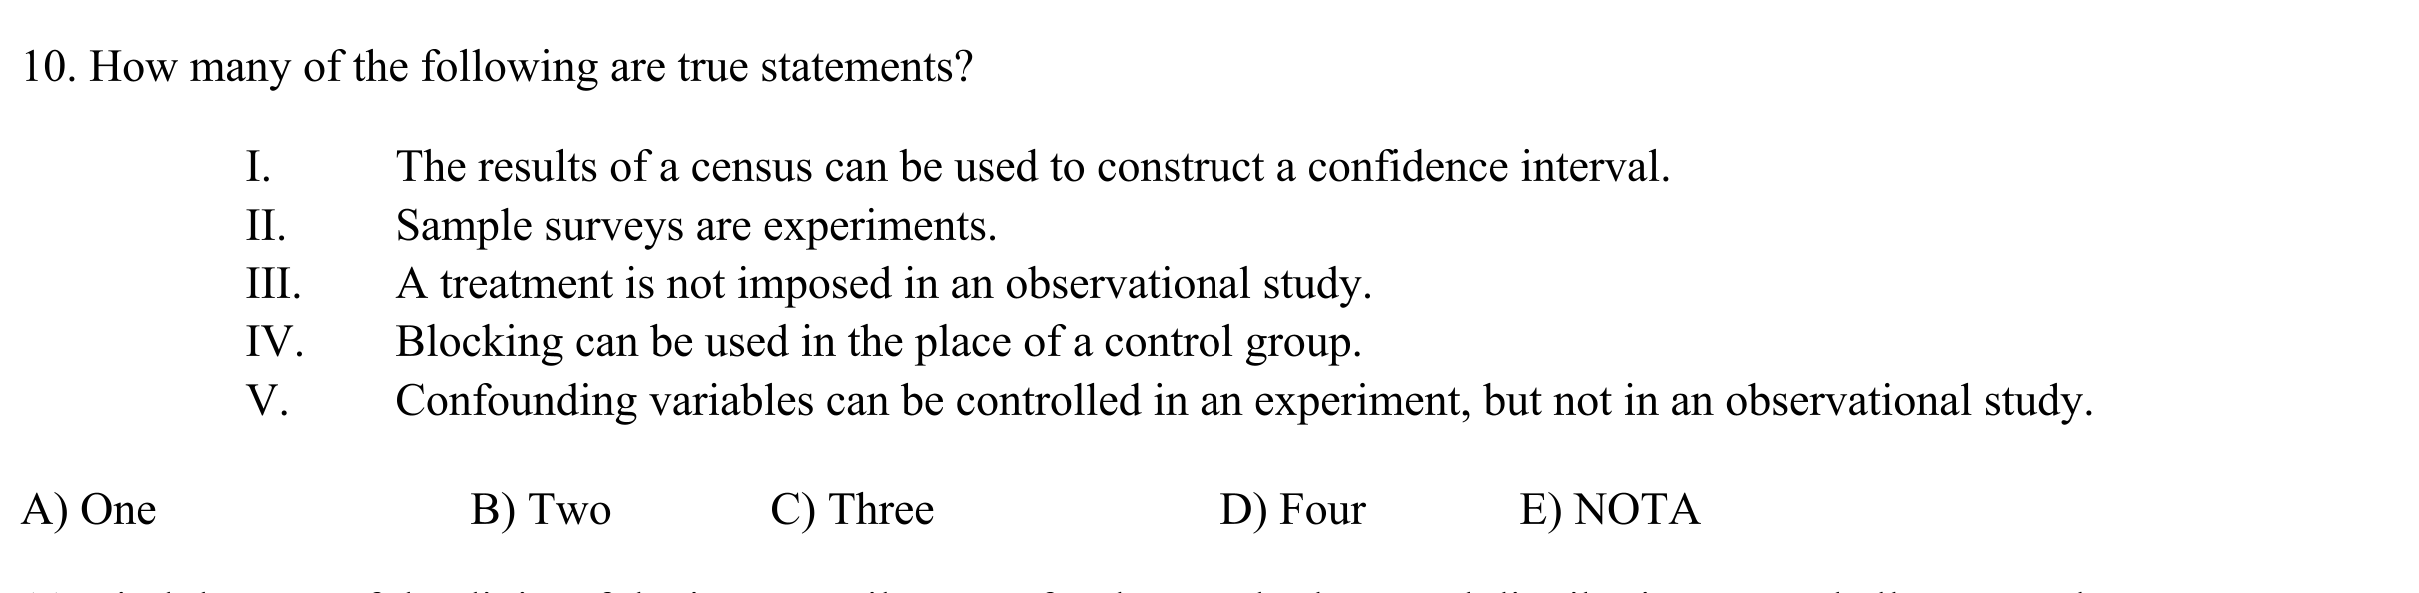 10. How many of the following are true statements?
I. The results of a census can be used to construct a confidence interval.
II. Sample surveys are experiments.
III. A treatment is not imposed in an observational study.
IV. Blocking can be used in the place of a control group.
V. Confounding variables can be controlled in an experiment, but not in an observational study.
A) One B) Two C) Three D) Four E) NOTA